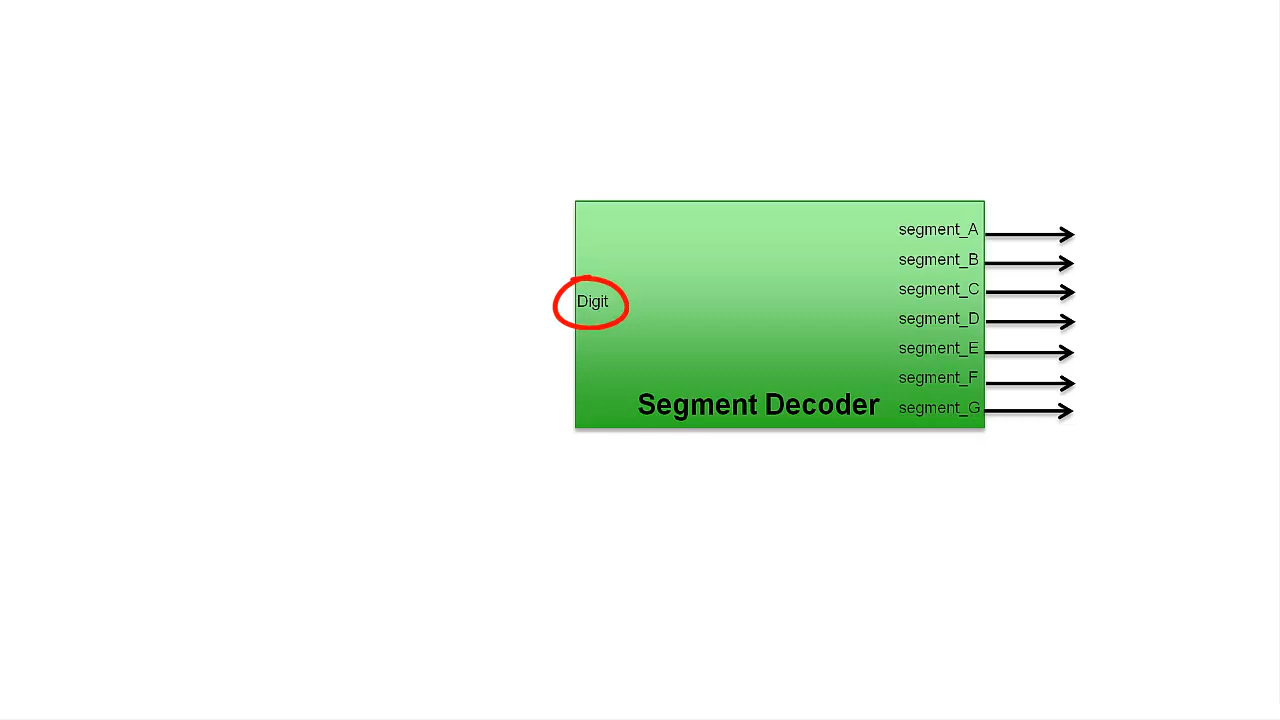 segment_A
segment_B
segment_C
Digit
segment_D
segment_E
segment_F
Segment Decoder
segment_G